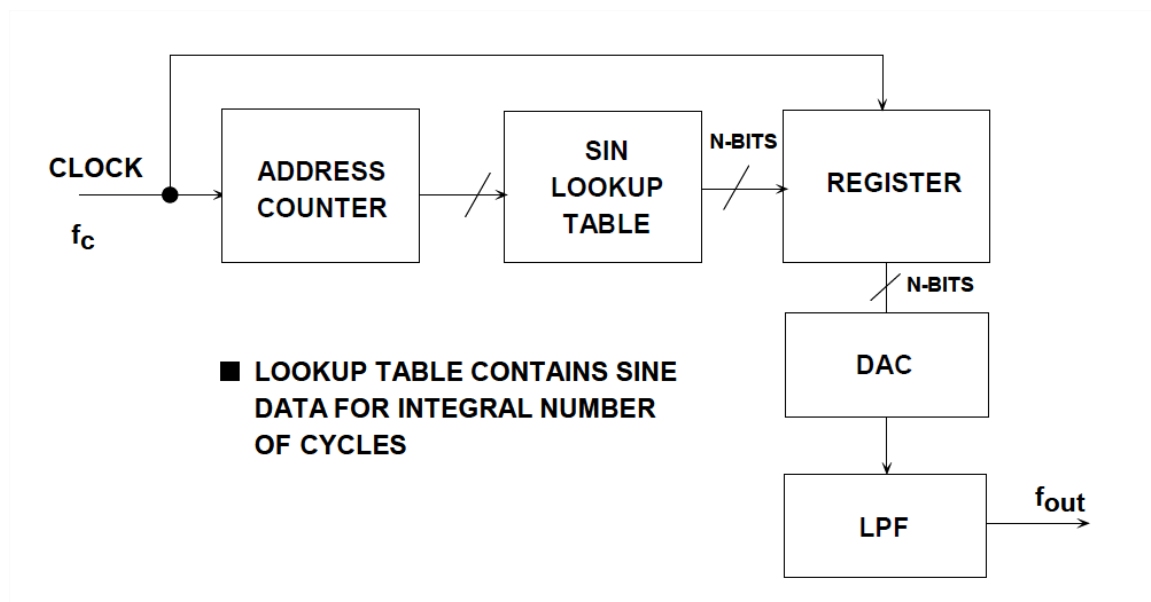 CLOCK
fc
ADDRESS
COUNTER
SIN
LOOKUP
TABLE
N-BITS
REGISTER
N-BITS
DAC
■ LOOKUP TABLE CONTAINS SINE
DATA FOR INTEGRAL NUMBER
OF CYCLES
LPF
fout